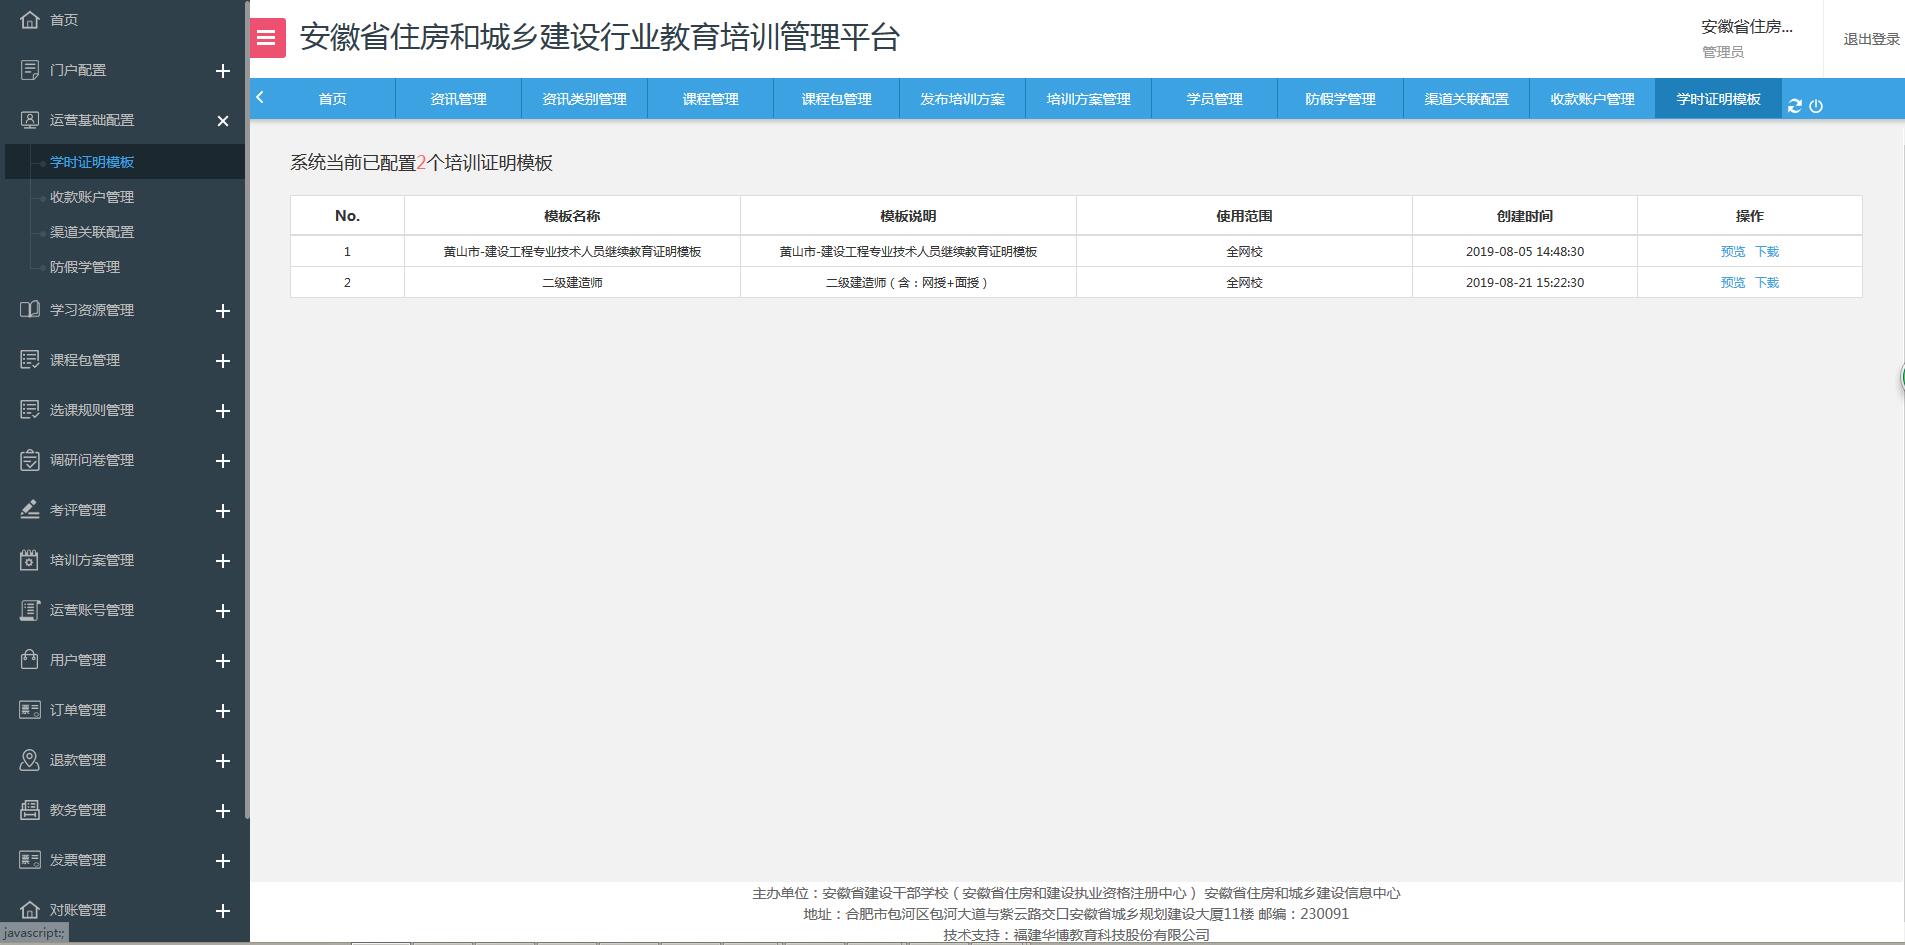 首页
门户配置
运营基础配置
学时证明模板
收款账户管理
渠道关联配置
防假学管理
学习资源管理
课程包管理
选课规则管理
调研问卷管理
考评管理
培训方案管理
运营账号管理
用户管理
订单管理
退款管理
教务管理
发票管理
对账管理
javascript:;
安徽省住房和城乡建设行业教育培训管理平台
安徽省住房...
管理员
退出登录
首页 资讯管理 资讯类别管理 课程管理 课程包管理 发布培训方案 培训方案管理 学员管理 防假学管理 渠道关联配置 收款账户管理 学时证明模板
系统当前已配置2个培训证明模板
No. 模板名称 模板说明 使用范围 创建时间 操作
1 黄山市-建设工程专业技术人员继续教育证明模板 黄山市-建设工程专业技术人员继续教育证明模板 全网校 2019-08-05 14:48:30 预览 下载
2 二级建造师 二级建造师（含：网授+面授） 全网校 2019-08-21 15:22:30 预览 下载
主办单位：安徽省建设干部学校（安徽省住房和建设执业资格注册中心） 安徽省住房和城乡建设信息中心
地址：合肥市包河区包河大道与紫云路交口安徽省城乡规划建设大厦11楼 邮编：230091
技术支持：福建华博教育科技股份有限公司